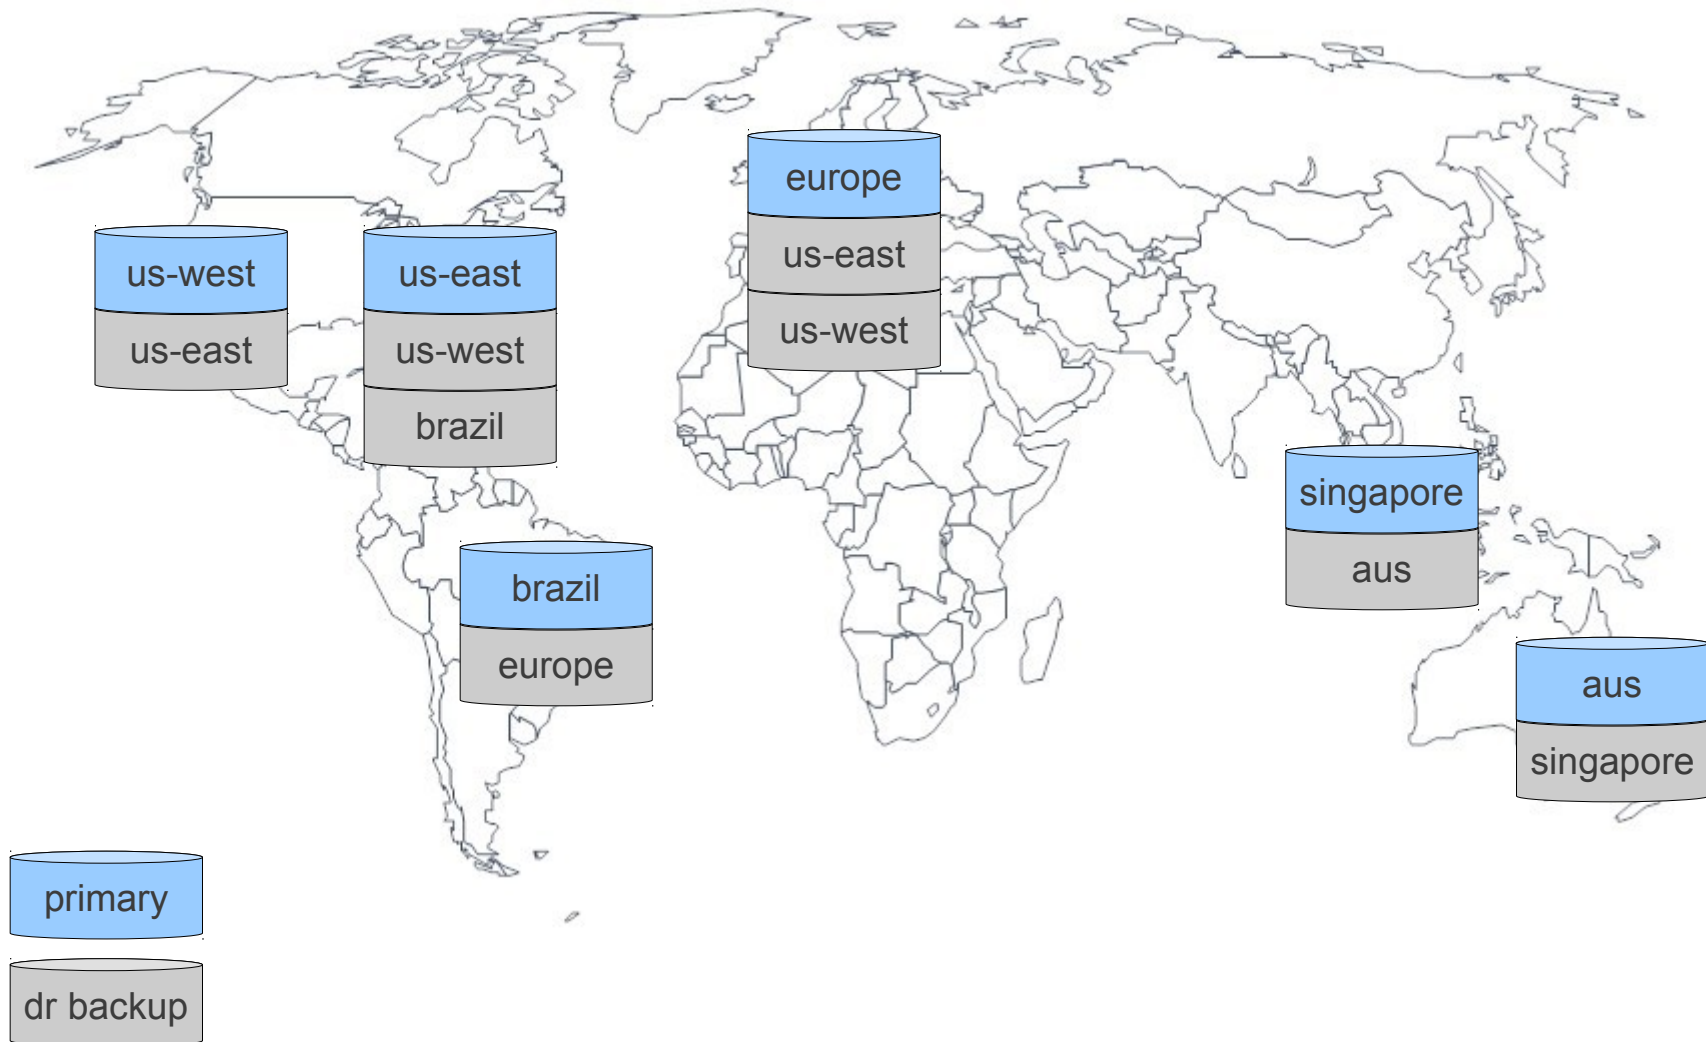 us-west
us-east
us-east
us-west
brazil
europe
us-east
us-west
brazil
europe
singapore
aus
aus
singapore
primary
dr backup